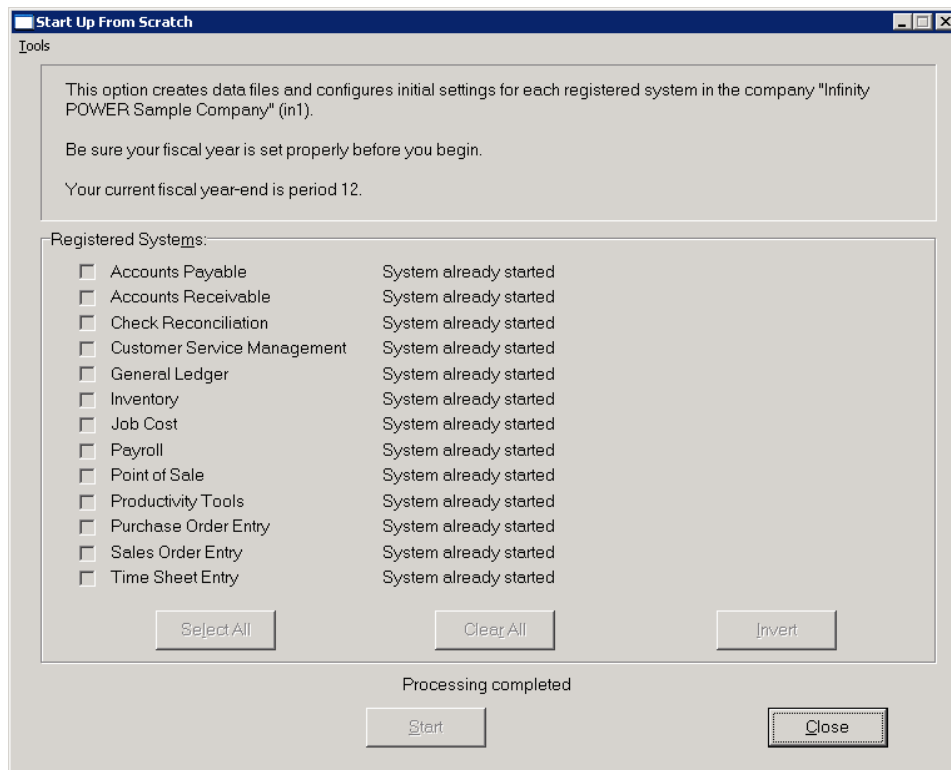 Start Up From Scratch
Tools
This option creates data files and configures initial settings for each registered system in the company "Infinity
POWER Sample Company" (in1).
Be sure your fiscal year is set properly before you begin.
Your current fiscal year-end is period 12.
Registered Systems:
Accounts Payable System already started
Accounts Receivable System already started
Check Reconciliation System already started
Customer Service Management System already started
General Ledger System already started
Inventory System already started
Job Cost System already started
Payroll System already started
Point of Sale System already started
Productivity Tools System already started
Purchase Order Entry System already started
Sales Order Entry System already started
Time Sheet Entry System already started
Select All Clear All Invert
Processing completed
Start Close